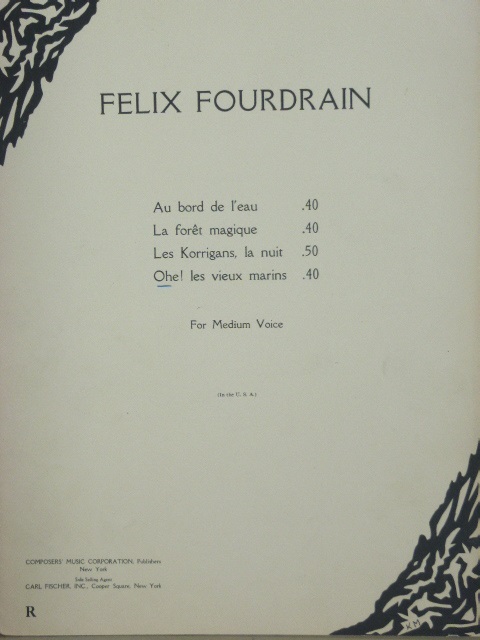 FELIX FOURDRAIN
Au bord de l'eau .40
La forêt magique .40
Les Korrigans, la nuit .50
Ohe! les vieux marins .40
For Medium Voice
(In the U. S. A.)
COMPOSERS' MUSIC CORPORATION, Publishers
New York
Sole Selling Agent
CARL FISCHER, INC., Cooper Square, New York
R
KM